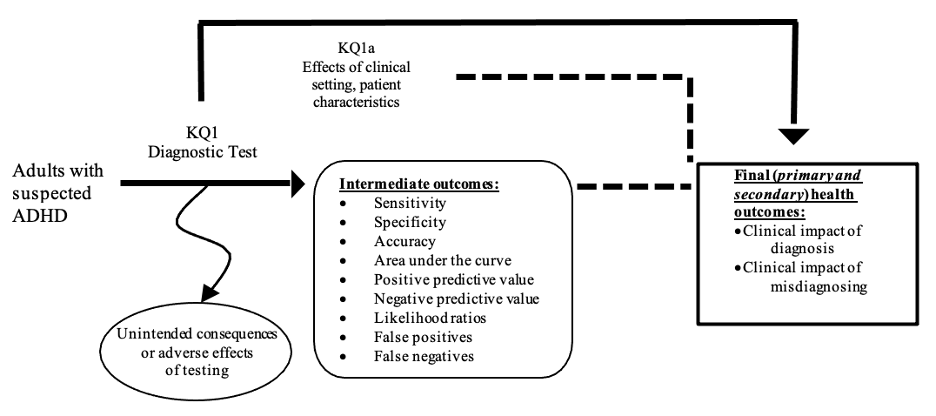 KQ1a
Effects of clinical
setting, patient
characteristics
KQ1
Diagnostic Test
Adults with
suspected
ADHD
Intermediate outcomes:
• Sensitivity
• Specificity
• Accuracy
• Area under the curve
• Positive predictive value
• Negative predictive value
• Likelihood ratios
• False positives
• False negatives
Final (primary and
secondary) health
outcomes:
•Clinical impact of
diagnosis
•Clinical impact of
misdiagnosing
Unintended consequences
or adverse effects
of testing